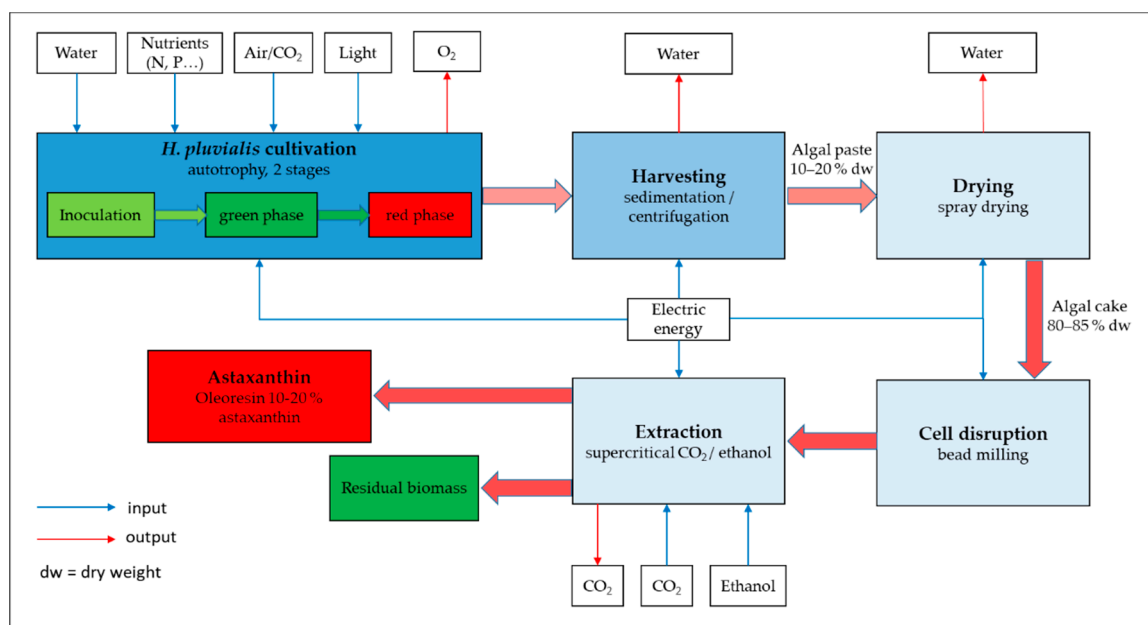 Water
Nutrients
(N, P…)
Air/CO₂
Light
O₂
Water
Water
H. pluvialis cultivation
autotrophy, 2 stages
Inoculation
green phase
red phase
Harvesting
sedimentation /
centrifugation
Algal paste
10–20 % dw
Drying
spray drying
Electric
energy
Algal cake
80–85 % dw
Astaxanthin
Oleoresin 10-20 %
astaxanthin
Extraction
supercritical CO₂ / ethanol
Cell disruption
bead milling
Residual biomass
input
output
dw = dry weight
CO₂
CO₂
Ethanol